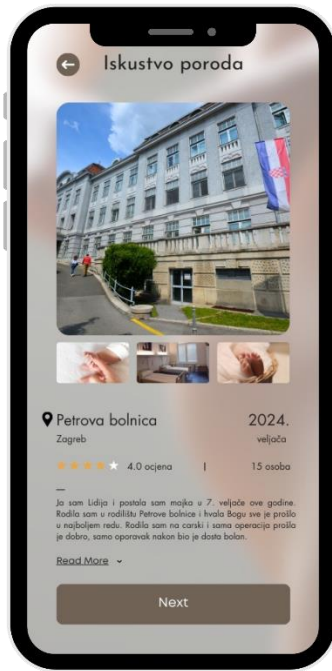 Iskustvo poroda
Petrova bolnica 2024.
Zagreb veljača
4.0 ocjena | 15 osoba
Ja sam Lidija i postala sam majka u 7. veljače ove godine.
Rodila sam u rodilištu Petrove bolnice i hvala Bogu sve je prošlo
u najboljem redu. Rodila sam na carski i sama operacija prošla
je dobro, samo oporavak nakon bio je dosta bolan.
Read More
Next